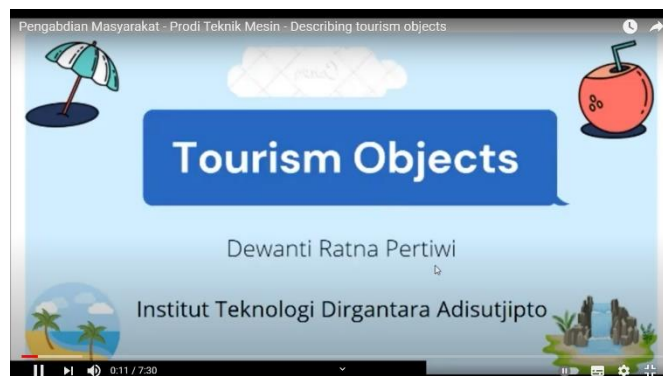 Pengabdian Masyarakat - Prodi Teknik Mesin - Describing tourism objects
Tourism Objects
Dewanti Ratna Pertiwi
Institut Teknologi Dirgantara Adisutjipto
0:11 / 7:30